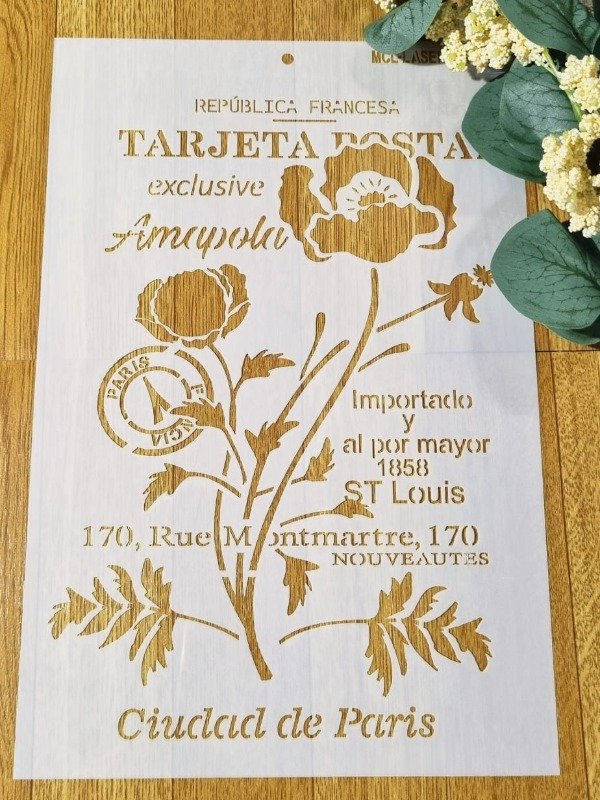 REPÚBLICA FRANCESA
TARJETA POSTAL
exclusive
Amapola
PARIS
Importado
y
al por mayor
1858
ST Louis
170, Rue Montmartre, 170
NOUVEAUTES
Ciudad de Paris